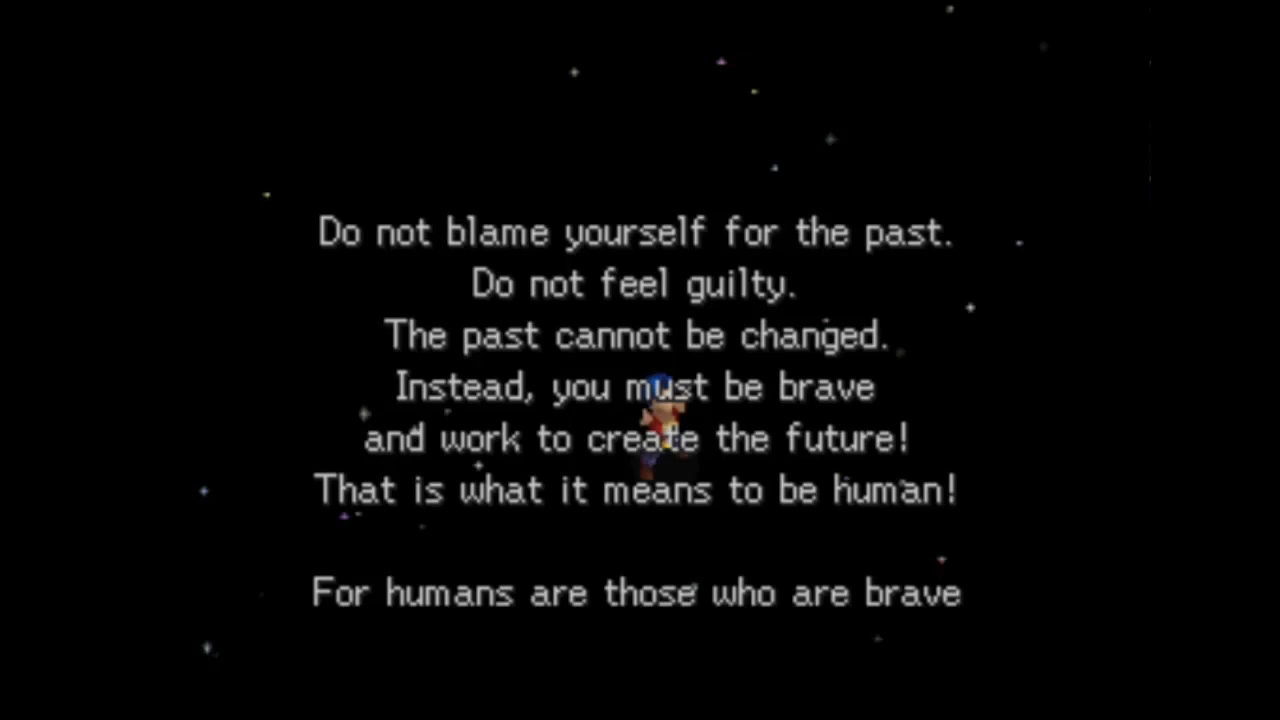 Do not blame yourself for the past.
Do not feel guilty.
The past cannot be changed.
Instead, you must be brave
and work to create the future!
That is what it means to be human!
For humans are those who are brave